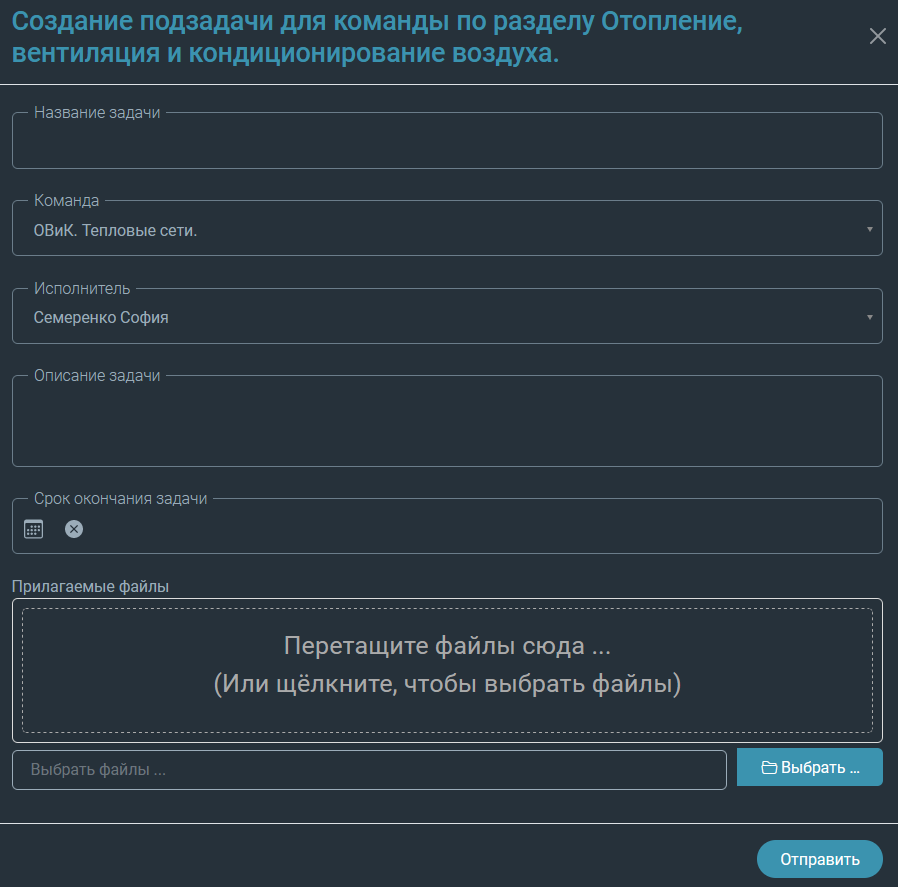 Создание подзадачи для команды по разделу Отопление,
вентиляция и кондиционирование воздуха.
Название задачи
Команда
ОВиК. Тепловые сети.
Исполнитель
Семеренко София
Описание задачи
Срок окончания задачи
Прилагаемые файлы
Перетащите файлы сюда ...
(Или щёлкните, чтобы выбрать файлы)
Выбрать файлы ...
Выбрать ...
Отправить